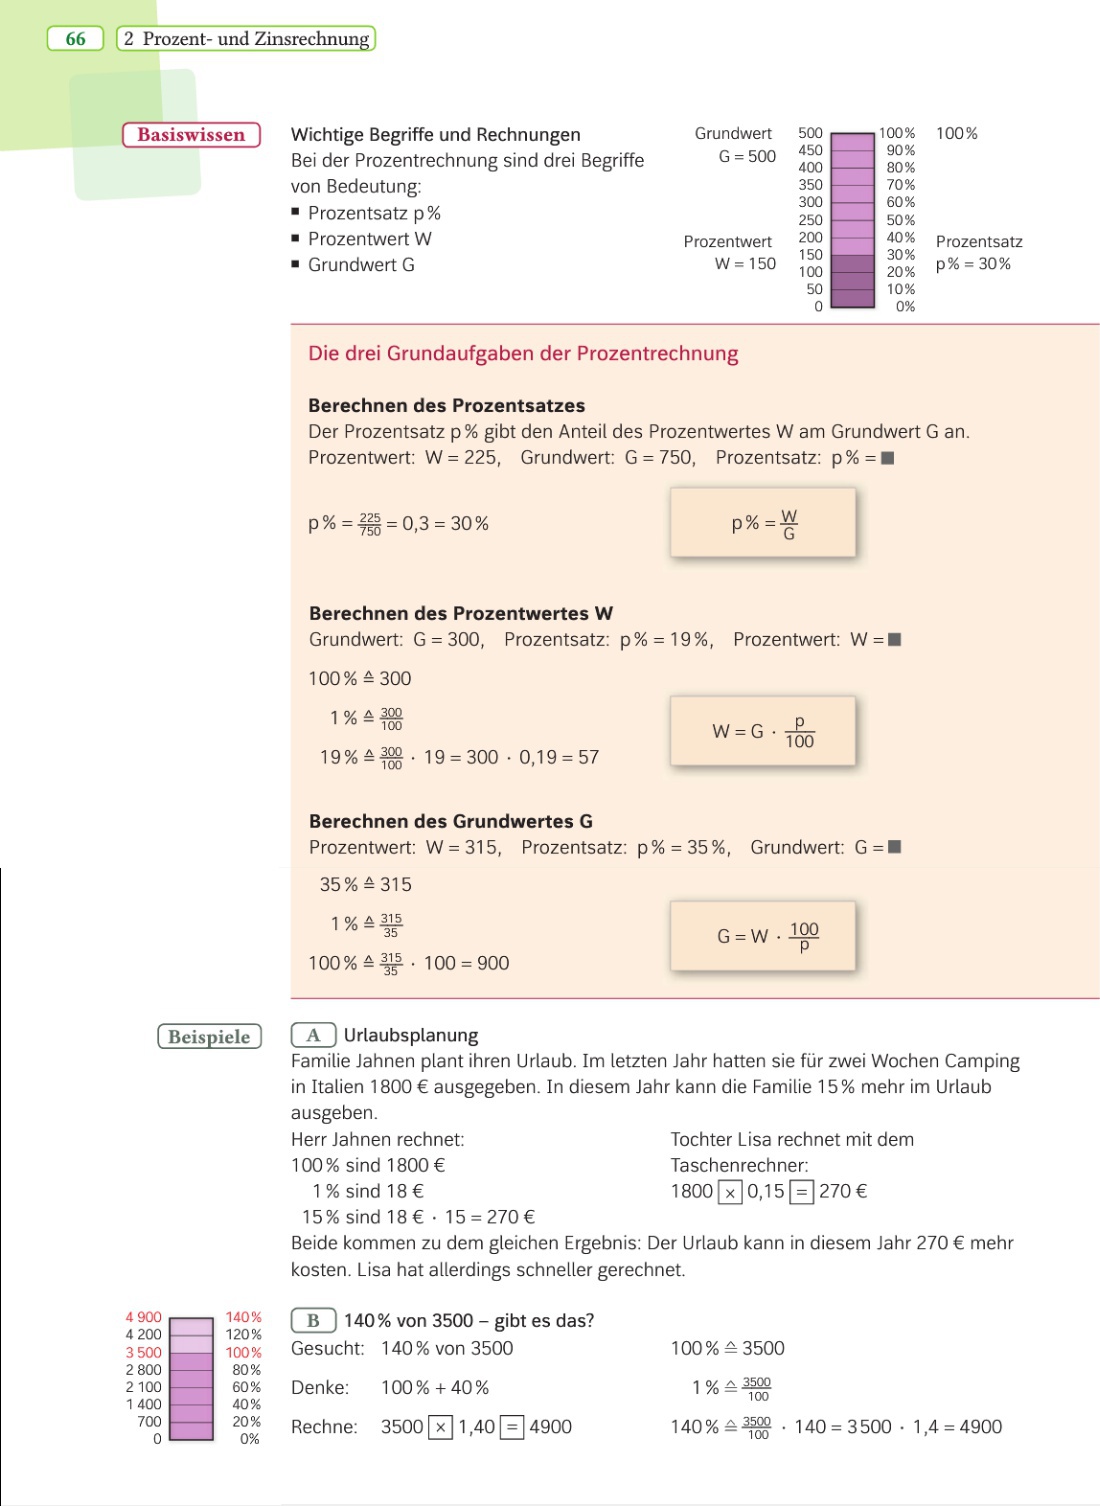 66 2 Prozent- und Zinsrechnung
Basiswissen
Wichtige Begriffe und Rechnungen
Bei der Prozentrechnung sind drei Begriffe
von Bedeutung:
▪ Prozentsatz p %
▪ Prozentwert W
▪ Grundwert G
Grundwert 500 100 % 100 %
G = 500 450 90 %
400 80 %
350 70 %
300 60 %
250 50 %
Prozentwert 200 40 % Prozentsatz
W = 150 150 30 % p % = 30 %
100 20 %
50 10 %
0 0 %
Die drei Grundaufgaben der Prozentrechnung
Berechnen des Prozentsatzes
Der Prozentsatz p % gibt den Anteil des Prozentwertes W am Grundwert G an.
Prozentwert: W = 225, Grundwert: G = 750, Prozentsatz: p % = ■
p % = 225/750 = 0,3 = 30 % p % = W/G
Berechnen des Prozentwertes W
Grundwert: G = 300, Prozentsatz: p % = 19 %, Prozentwert: W = ■
100 % ≙ 300
1 % ≙ 300/100
W = G · p/100
19 % ≙ 300/100 · 19 = 300 · 0,19 = 57
Berechnen des Grundwertes G
Prozentwert: W = 315, Prozentsatz: p % = 35 %, Grundwert: G = ■
35 % ≙ 315
1 % ≙ 315/35
G = W · 100/p
100 % ≙ 315/35 · 100 = 900
Beispiele
A Urlaubsplanung
Familie Jahnen plant ihren Urlaub. Im letzten Jahr hatten sie für zwei Wochen Camping
in Italien 1800 € ausgegeben. In diesem Jahr kann die Familie 15 % mehr im Urlaub
ausgeben.
Herr Jahnen rechnet:
100 % sind 1800 €
1 % sind 18 €
15 % sind 18 € · 15 = 270 €
Tochter Lisa rechnet mit dem
Taschenrechner:
1800 × 0,15 = 270 €
Beide kommen zu dem gleichen Ergebnis: Der Urlaub kann in diesem Jahr 270 € mehr
kosten. Lisa hat allerdings schneller gerechnet.
4 900 140 %
4 200 120 %
3 500 100 %
2 800 80 %
2 100 60 %
1 400 40 %
700 20 %
0 0 %
B 140 % von 3500 – gibt es das?
Gesucht: 140 % von 3500 100 % ≙ 3500
Denke: 100 % + 40 % 1 % ≙ 3500/100
Rechne: 3500 × 1,40 = 4900 140 % ≙ 3500/100 · 140 = 3 500 · 1,4 = 4900